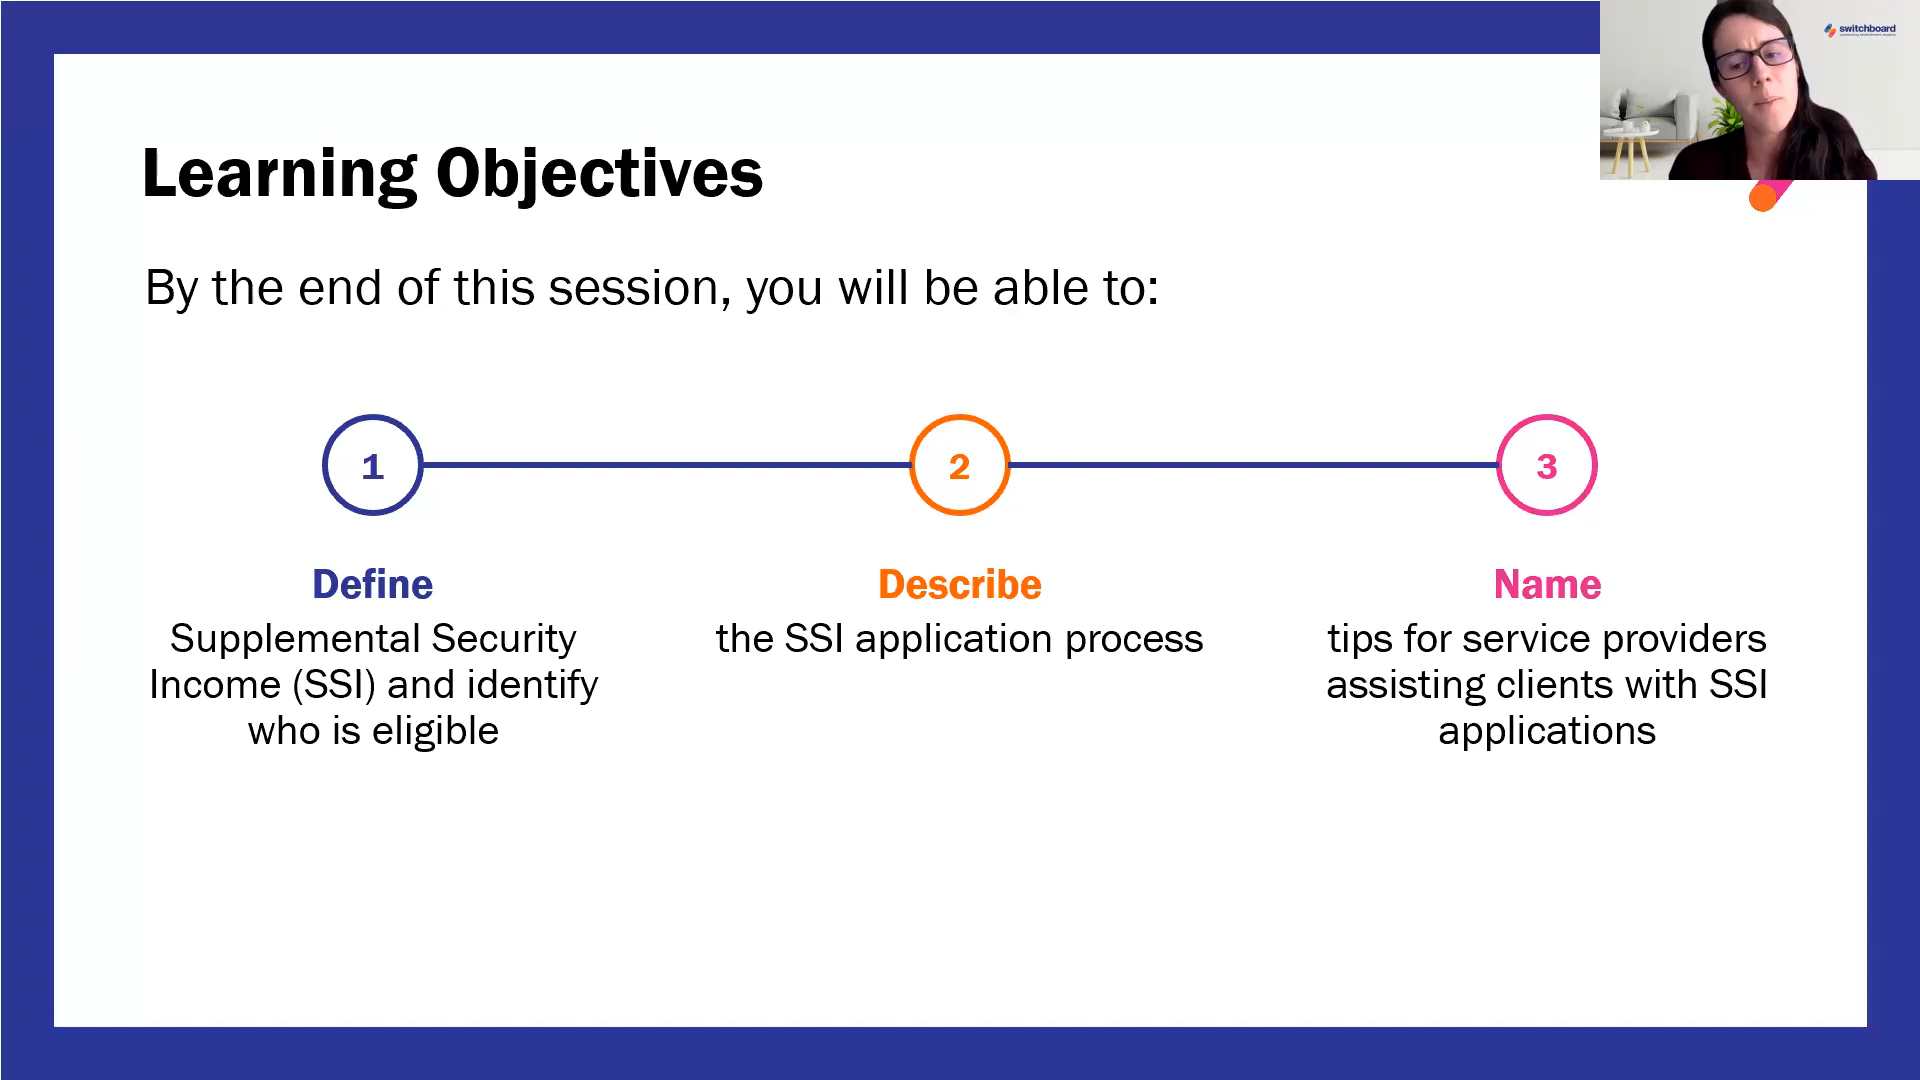 switchboard
Learning Objectives
By the end of this session, you will be able to:
1
2
3
Define
Supplemental Security
Income (SSI) and identify
who is eligible
Describe
the SSI application process
Name
tips for service providers
assisting clients with SSI
applications